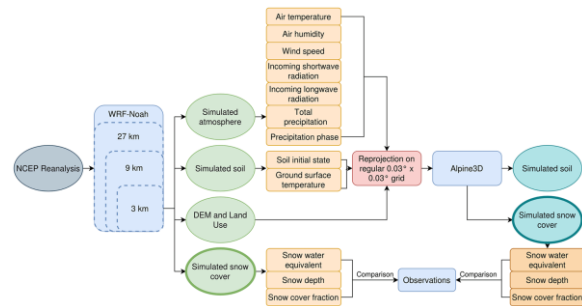 Air temperature
Air humidity
Wind speed
Incoming shortwave
radiation
Incoming longwave
radiation
Total
precipitation
Precipitation phase
WRF-Noah
27 km
9 km
3 km
NCEP Reanalysis
Simulated
atmosphere
Simulated soil
DEM and Land
Use
Simulated snow
cover
Soil initial state
Ground surface
temperature
Reprojection on
regular 0.03° x
0.03° grid
Alpine3D
Simulated soil
Simulated snow
cover
Snow water
equivalent
Snow depth
Snow cover fraction
Comparison
Observations
Comparison
Snow water
equivalent
Snow depth
Snow cover fraction